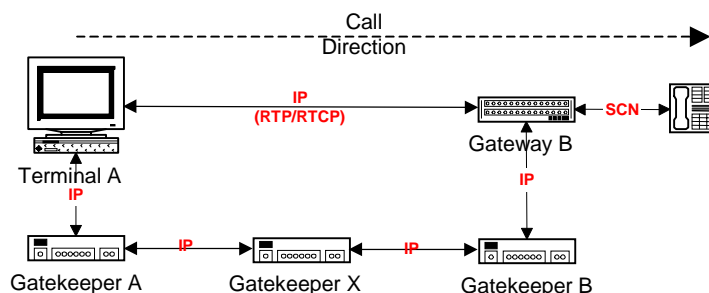 Call
Direction
IP
(RTP/RTCP)
SCN
Terminal A
Gateway B
IP
IP
IP
IP
Gatekeeper A
Gatekeeper X
Gatekeeper B